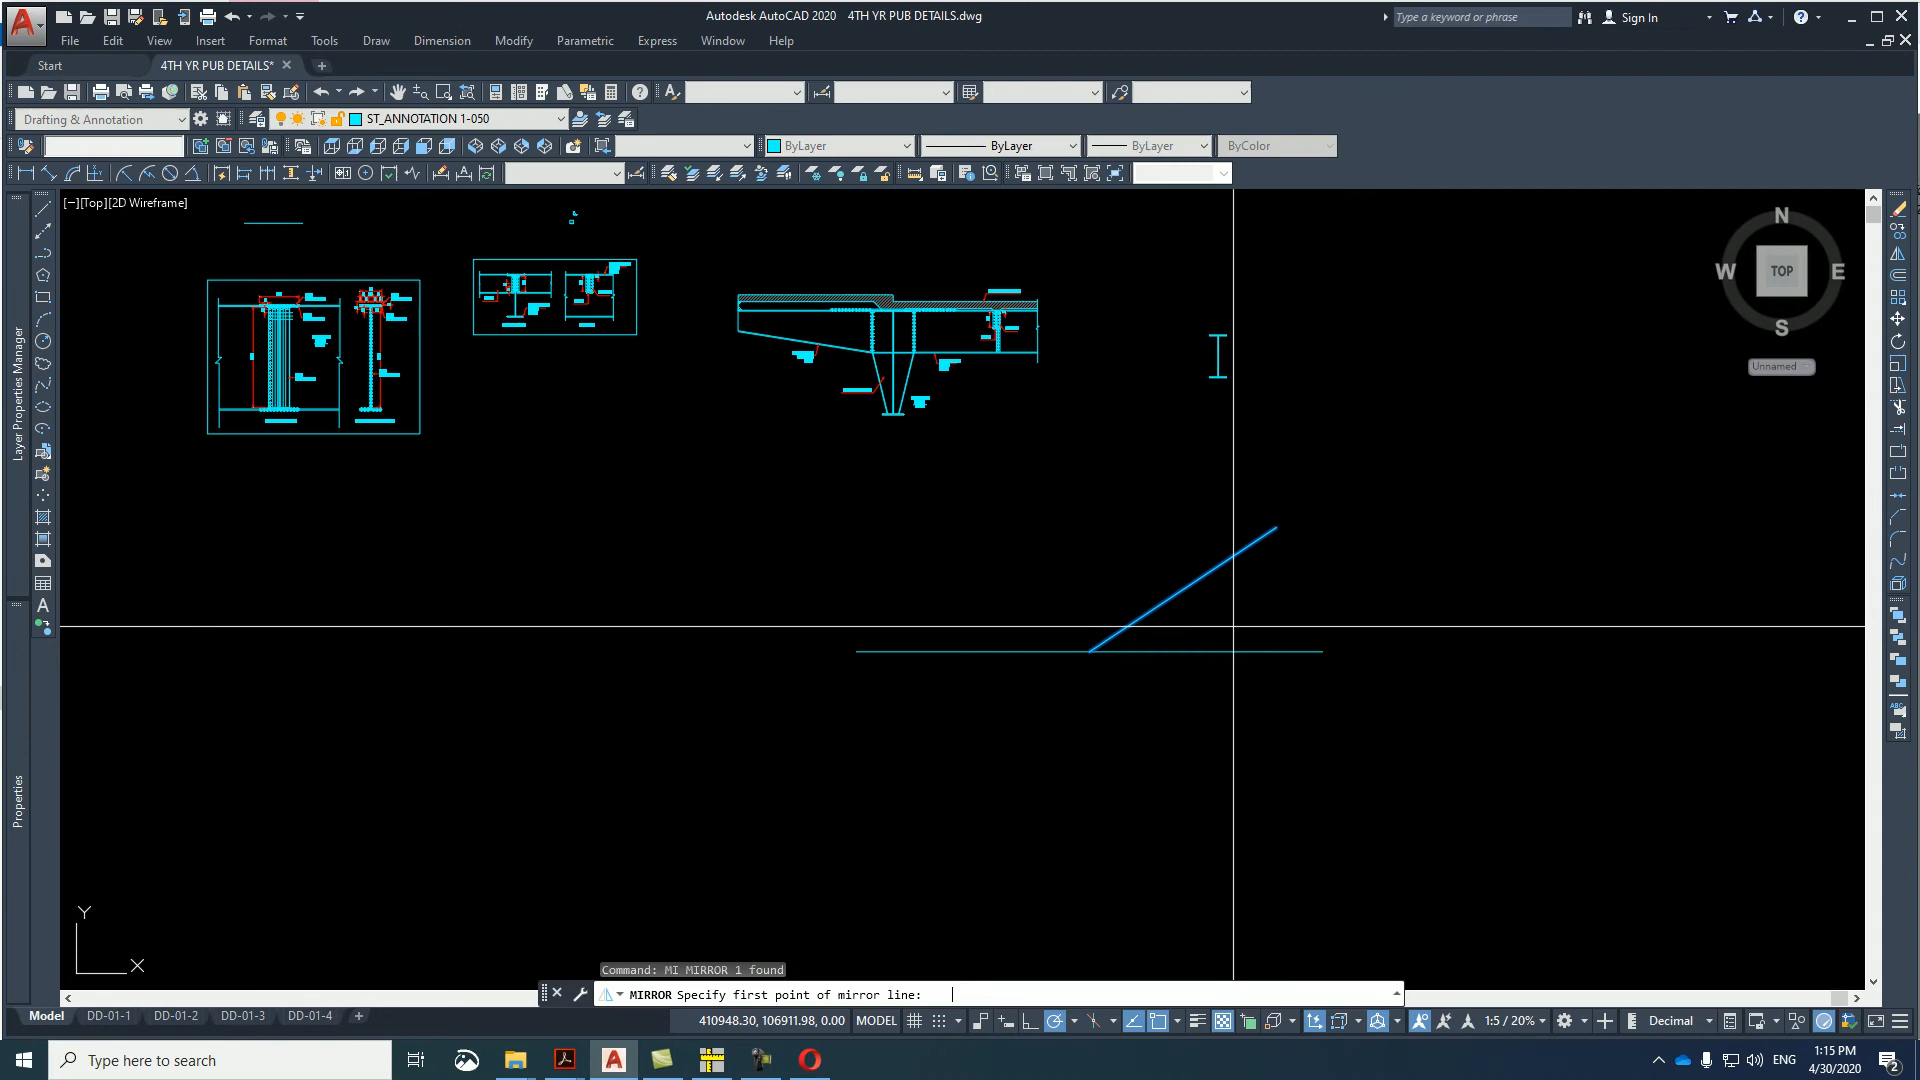 Autodesk AutoCAD 2020 4TH YR PUB DETAILS.dwg
Type a keyword or phrase
Sign In
File Edit View Insert Format Tools Draw Dimension Modify Parametric Express Window Help
Start
4TH YR PUB DETAILS*
Drafting & Annotation
ST_ANNOTATION 1-050
ByLayer
ByLayer
ByLayer
ByColor
[−][Top][2D Wireframe]
N
W TOP E
S
Unnamed
Layer Properties Manager
Properties
Y
X
Command: MI MIRROR 1 found
MIRROR Specify first point of mirror line:
Model DD-01-1 DD-01-2 DD-01-3 DD-01-4
410948.30, 106911.98, 0.00 MODEL
1:5 / 20%
Decimal
Type here to search
ENG
1:15 PM
4/30/2020
2